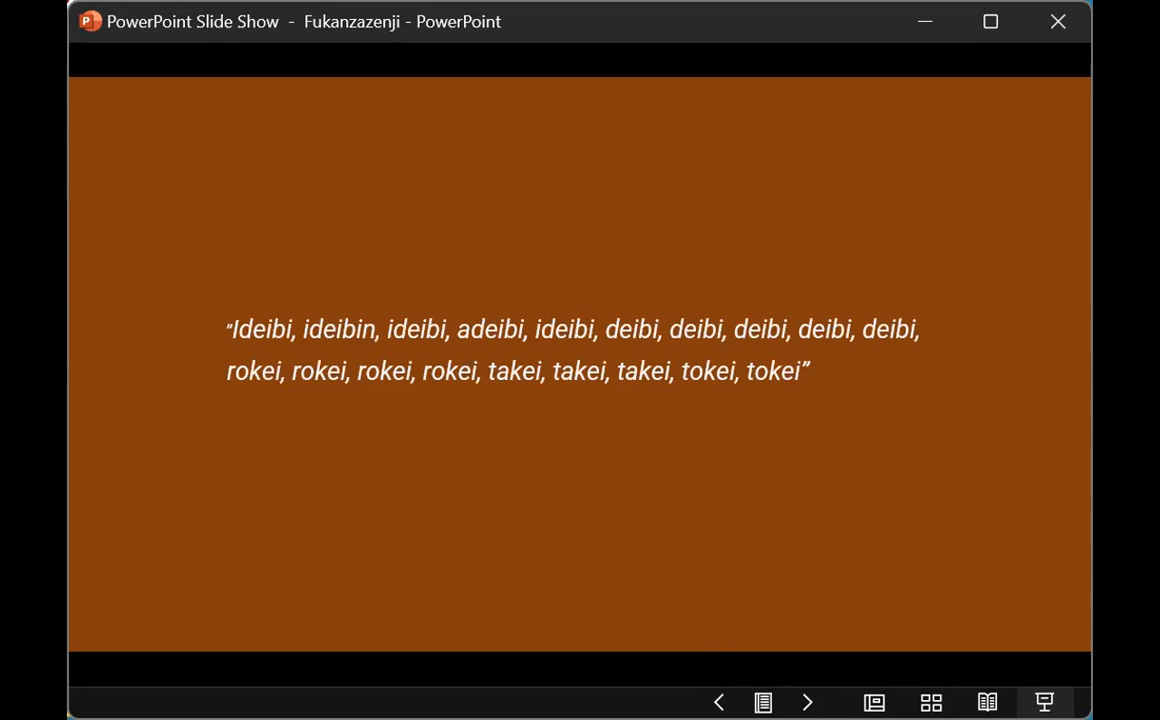 PowerPoint Slide Show - Fukanzazenji - PowerPoint
“Ideibi, ideibin, ideibi, adeibi, ideibi, deibi, deibi, deibi, deibi, deibi,
rokei, rokei, rokei, rokei, takei, takei, takei, tokei, tokei”